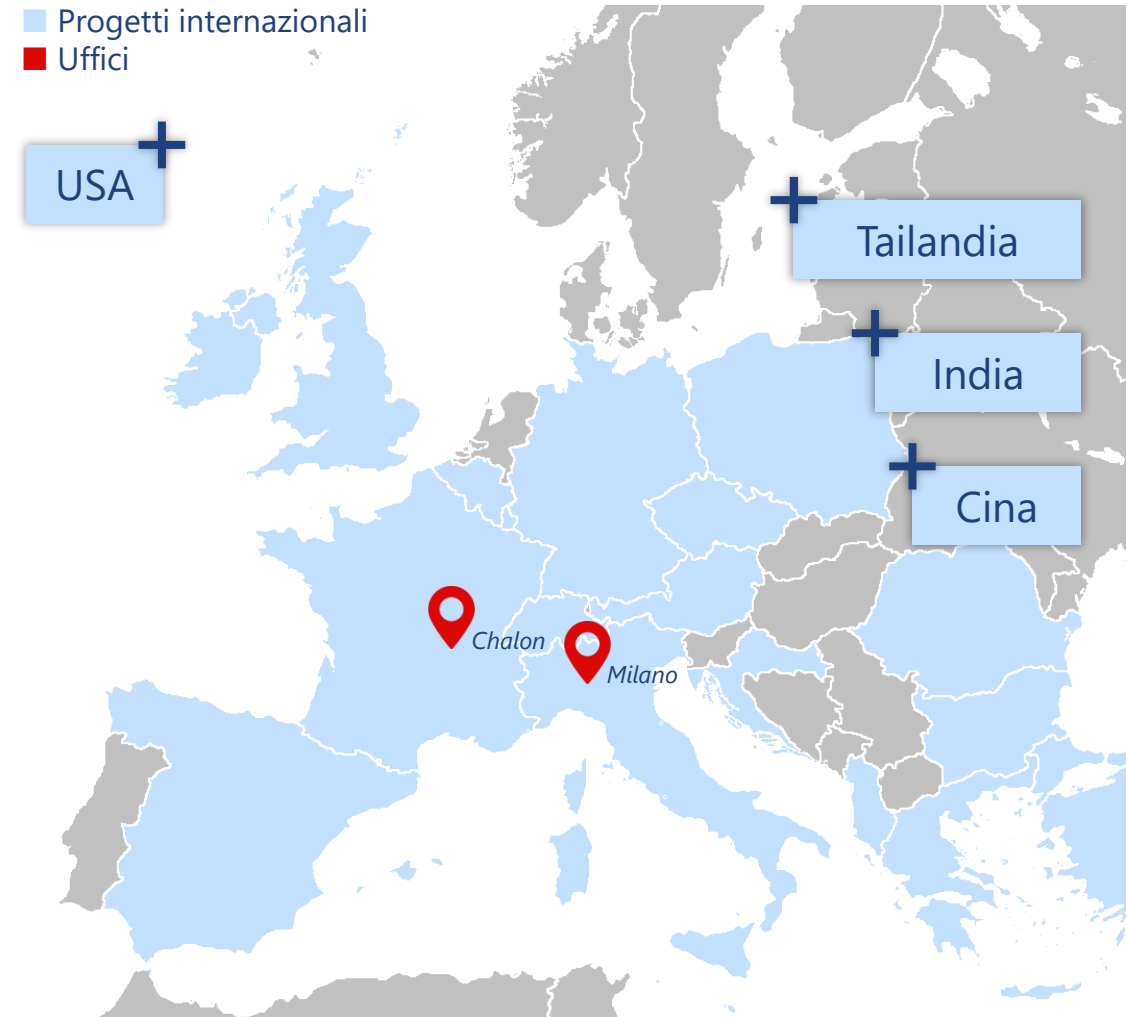 Progetti internazionali
Uffici
USA
Tailandia
India
Cina
Chalon
Milano